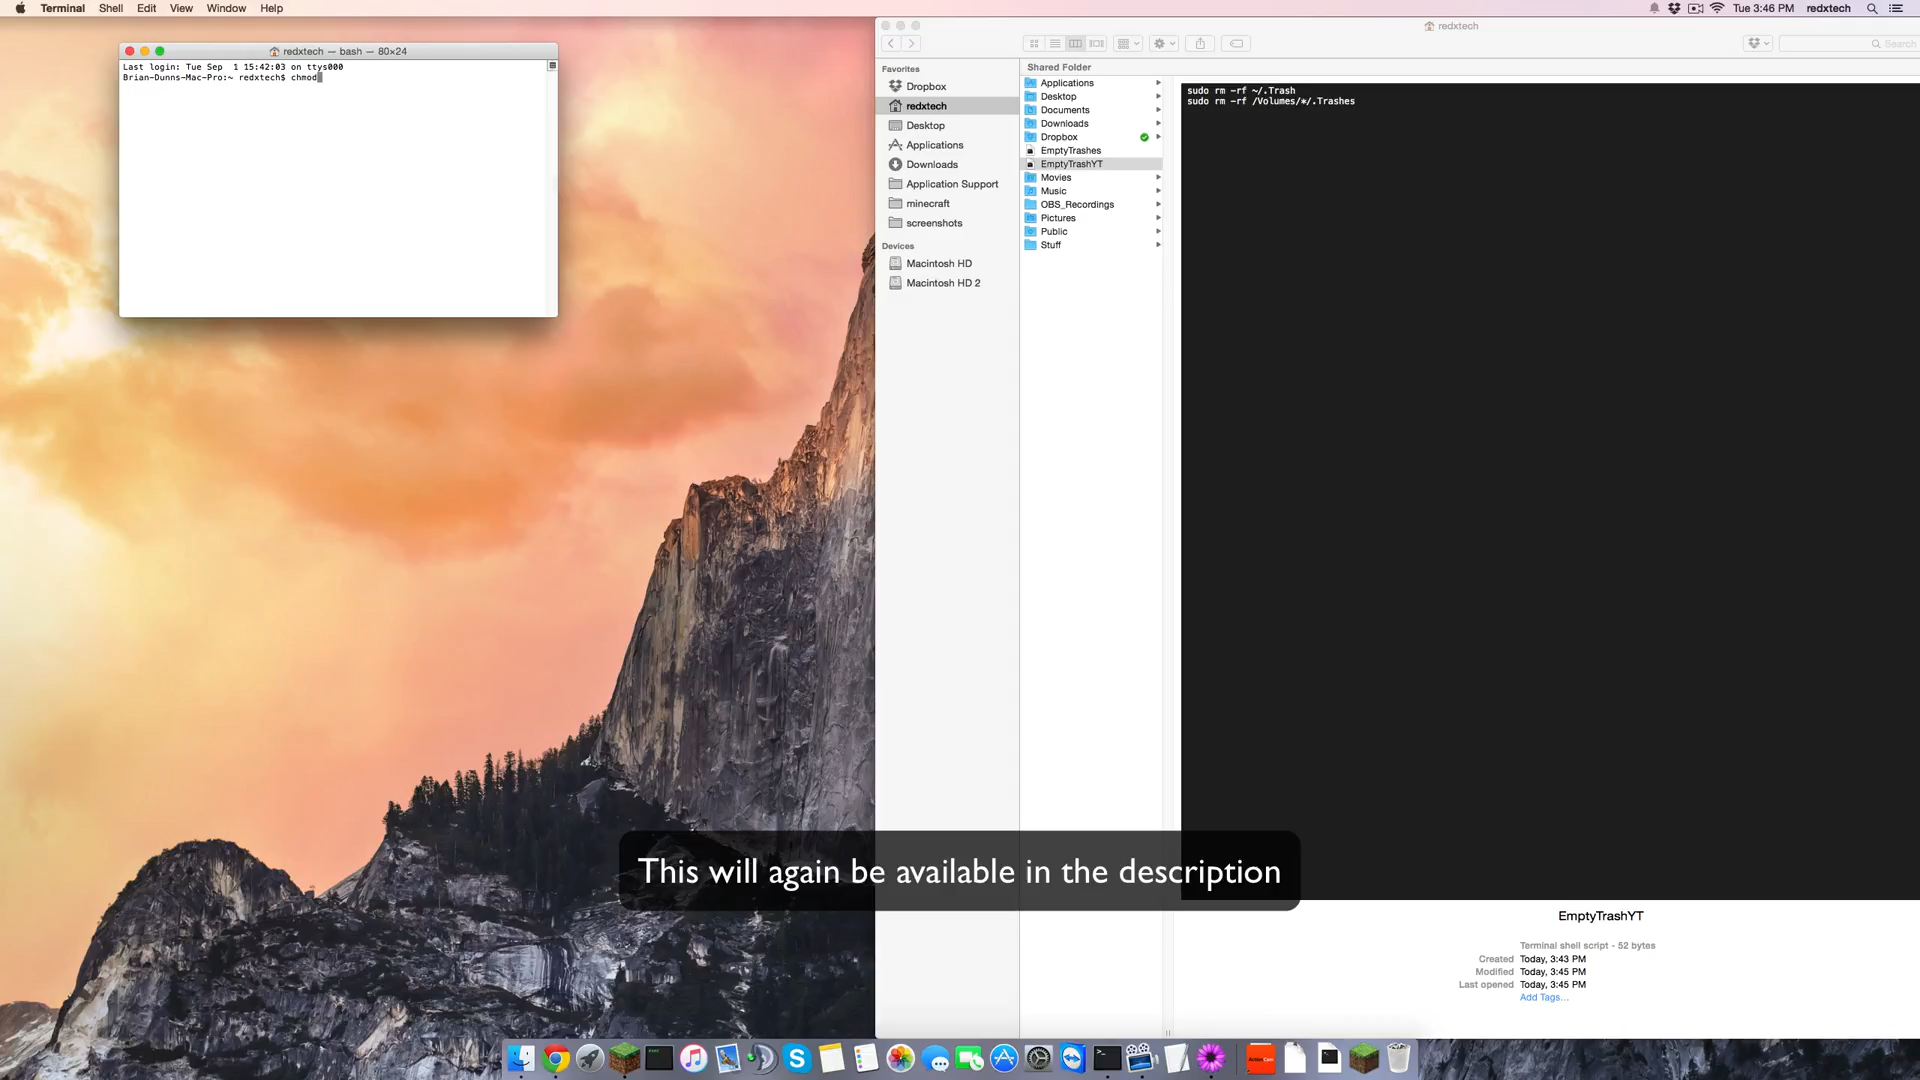 Terminal Shell Edit View Window Help
Tue 3:46 PM redxtech
redxtech — bash — 80×24
Last login: Tue Sep  1 15:42:03 on ttys000
Brian-Dunns-Mac-Pro:~ redxtech$ chmod
redxtech
Search
Favorites
Dropbox
redxtech
Desktop
Applications
Downloads
Application Support
minecraft
screenshots
Devices
Macintosh HD
Macintosh HD 2
Shared Folder
Applications
Desktop
Documents
Downloads
Dropbox
EmptyTrashes
EmptyTrashYT
Movies
Music
OBS_Recordings
Pictures
Public
Stuff
sudo rm -rf ~/.Trash
sudo rm -rf /Volumes/*/.Trashes
This will again be available in the description
EmptyTrashYT
Terminal shell script - 52 bytes
Created Today, 3:43 PM
Modified Today, 3:45 PM
Last opened Today, 3:45 PM
Add Tags...